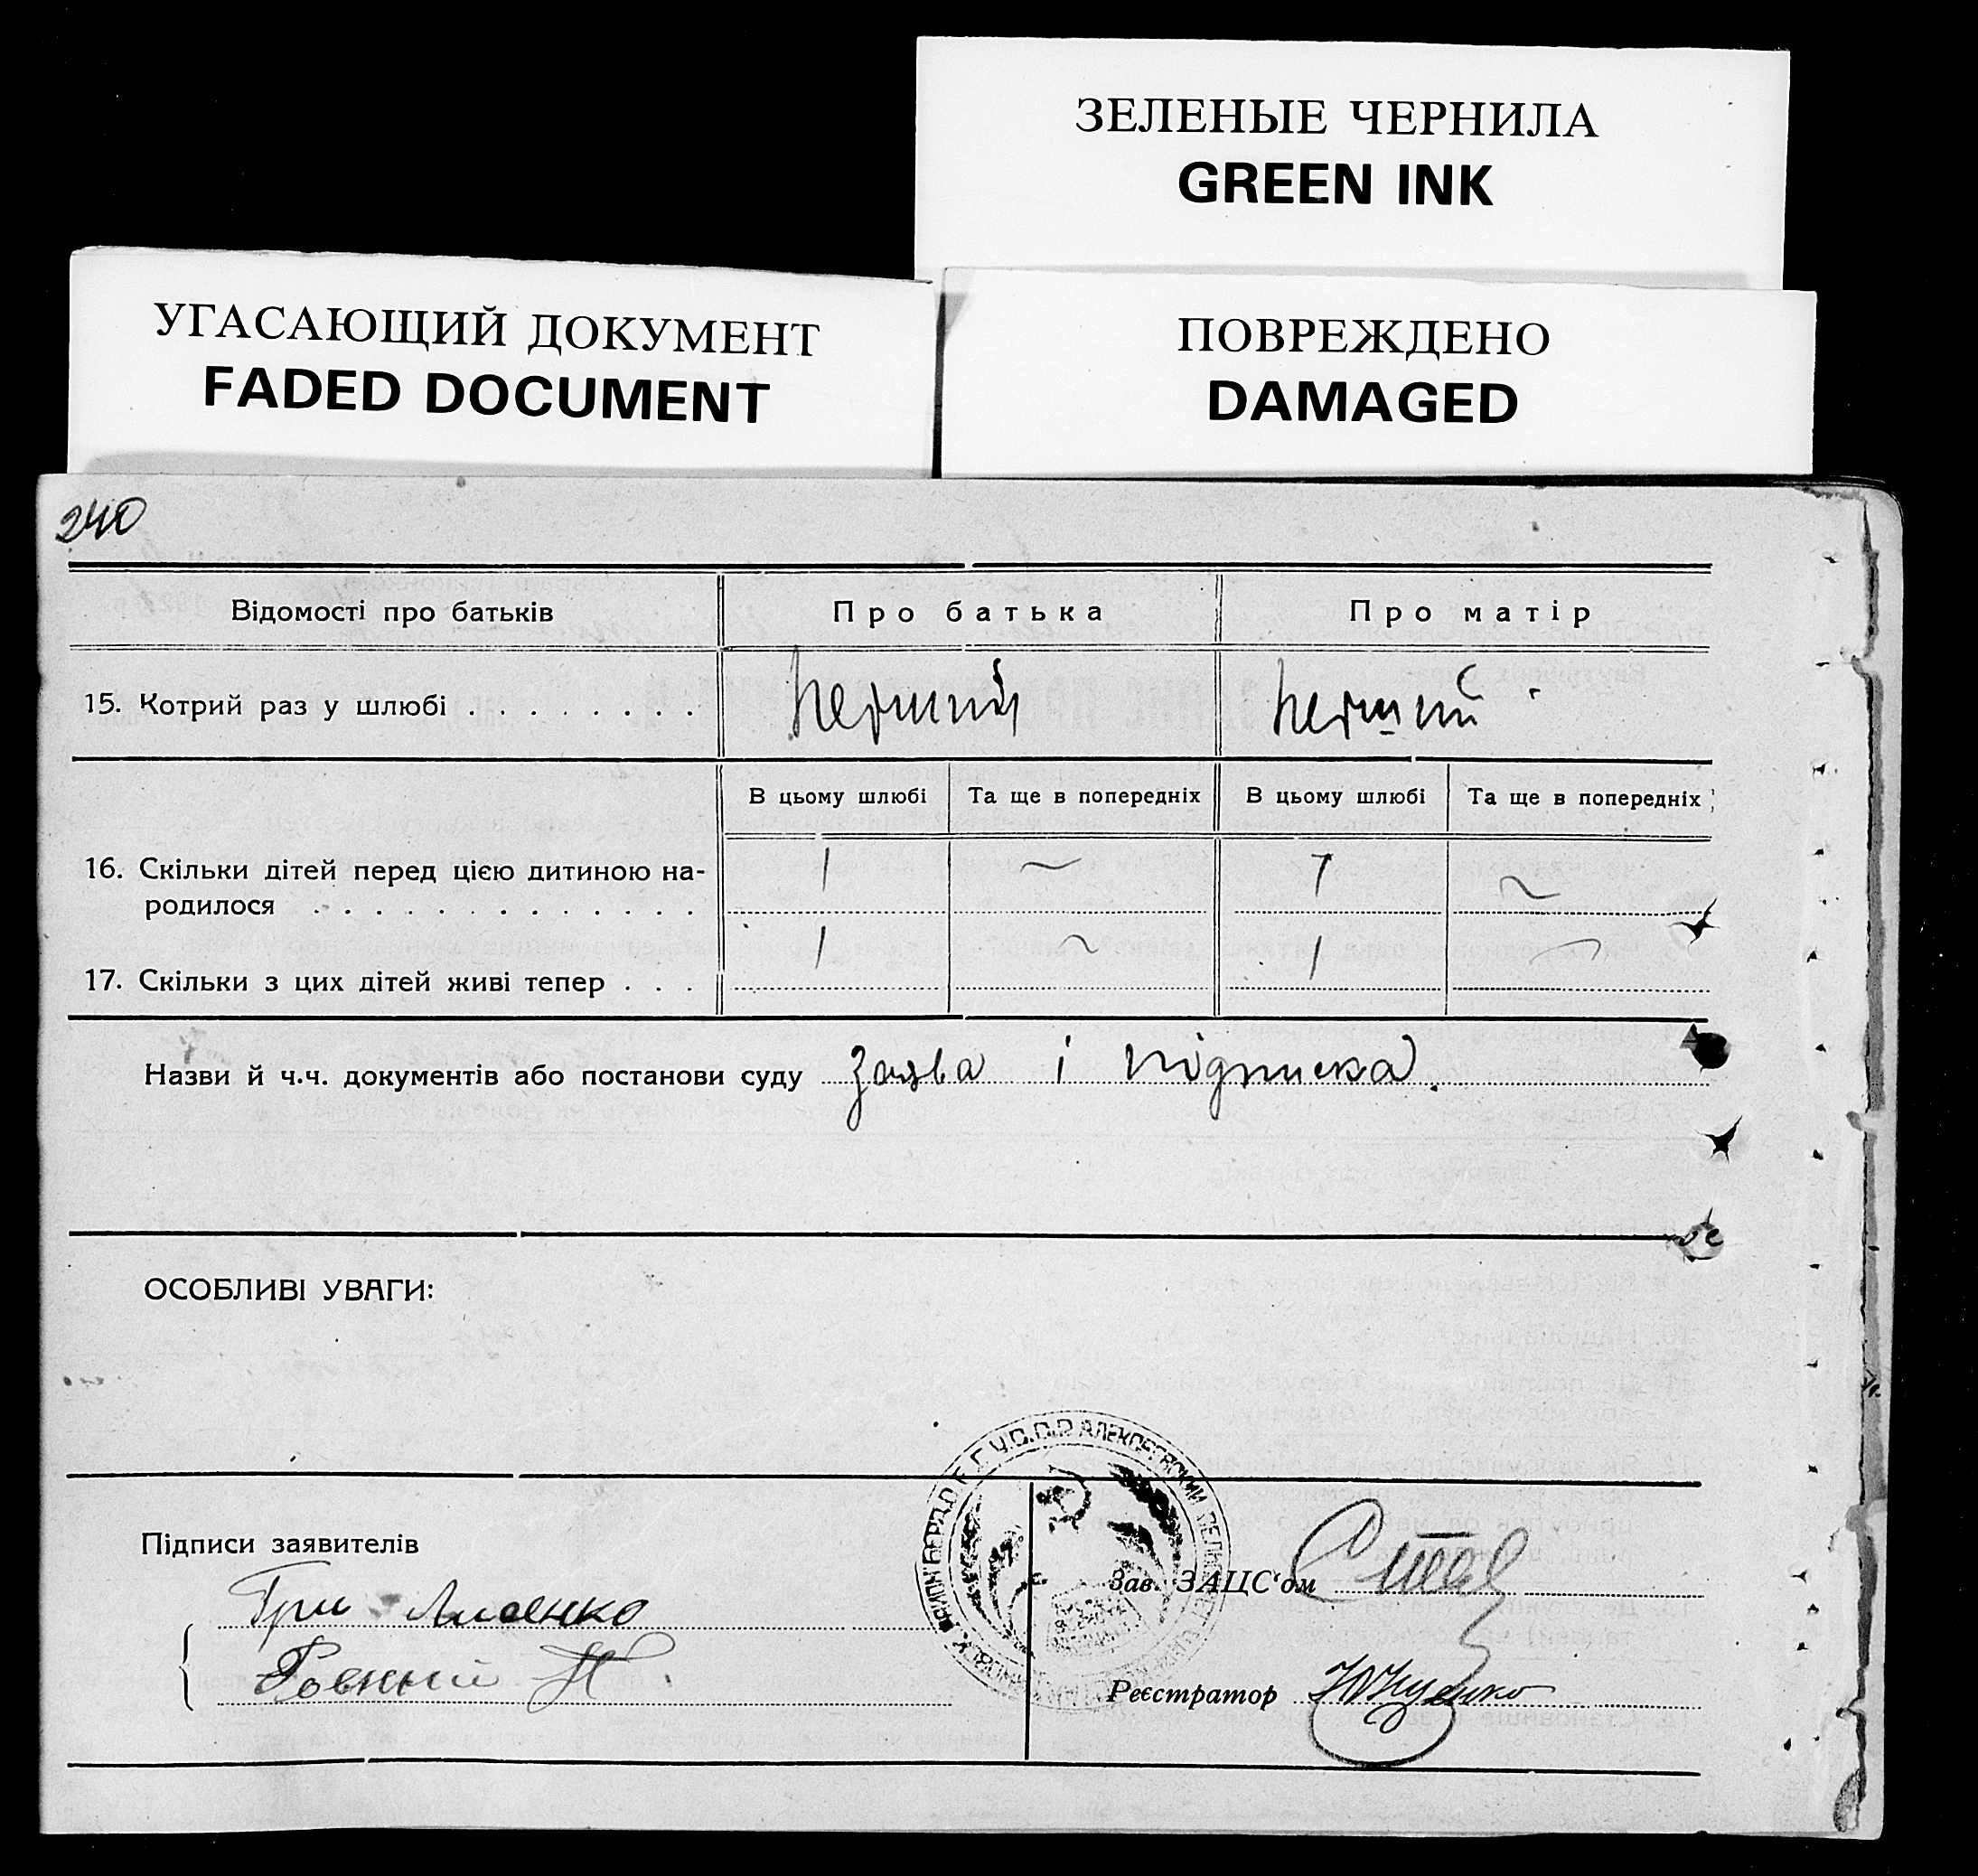 ЗЕЛЕНЫЕ ЧЕРНИЛА
GREEN INK
УГАСАЮЩИЙ ДОКУМЕНТ
FADED DOCUMENT
ПОВРЕЖДЕНО
DAMAGED
240
Відомості про батьків Про батька Про матір
15. Котрий раз у шлюбі . . . . . . . . перший перший
В цьому шлюбі Та ще в попередніх В цьому шлюбі Та ще в попередніх
16. Скільки дітей перед цією дитиною на-
родилося . . . . . . . . . . . . . 1 ~ 1 ~
17. Скільки з цих дітей живі тепер . . . 1 ~ 1 ~
Назви й ч.ч. документів або постанови суду Заява і підписка.
ОСОБЛИВІ УВАГИ:
У.С.С.Р.
Підписи заявителів
Зав. ЗАЦС‘ом
Гри Лисенко
Ровний
Реєстратор